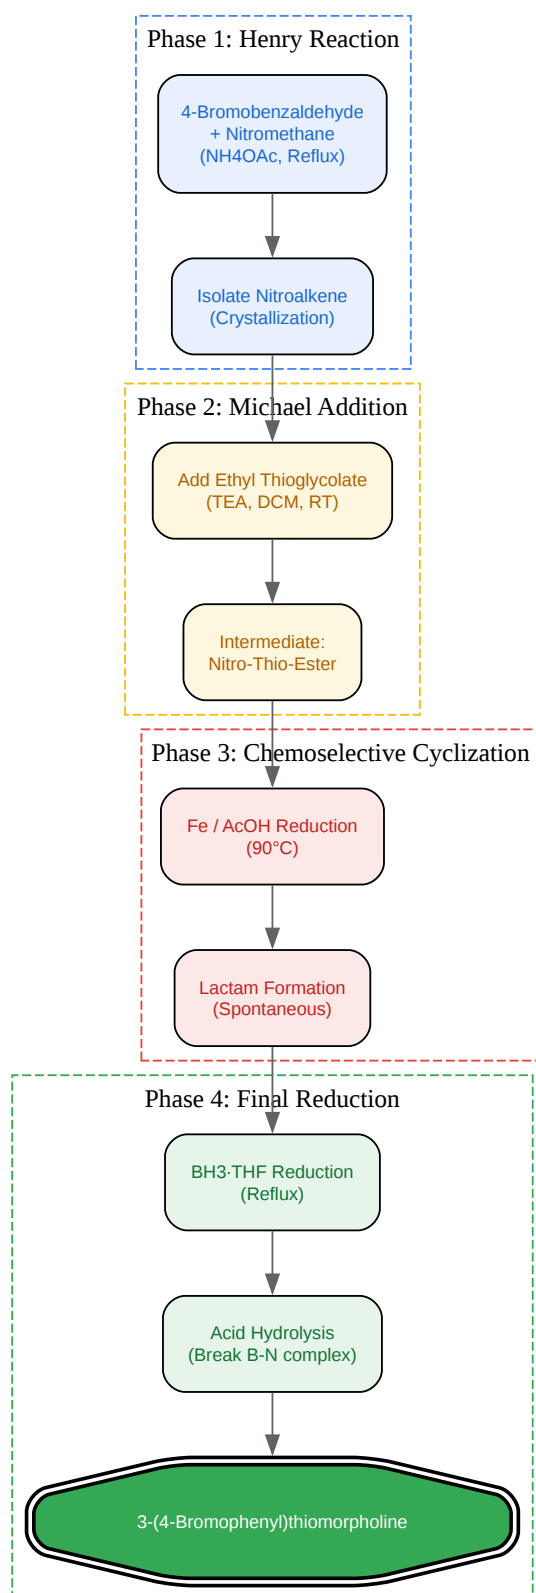 Phase 1: Henry Reaction
4-Bromobenzaldehyde
+ Nitromethane
(NH4OAc, Reflux)
Isolate Nitroalkene
(Crystallization)
Phase 2: Michael Addition
Add Ethyl Thioglycolate
(TEA, DCM, RT)
Intermediate:
Nitro-Thio-Ester
Phase 3: Chemoselective Cyclization
Fe / AcOH Reduction
(90°C)
Lactam Formation
(Spontaneous)
Phase 4: Final Reduction
BH3·THF Reduction
(Reflux)
Acid Hydrolysis
(Break B-N complex)
3-(4-Bromophenyl)thiomorpholine